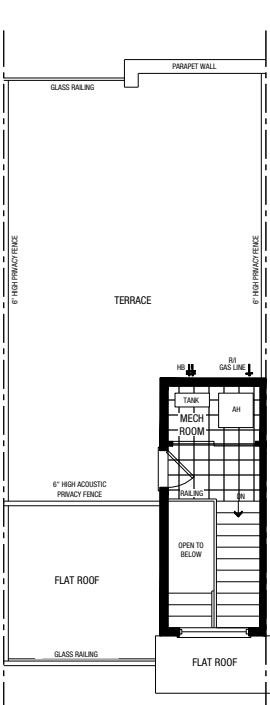 PARAPET WALL
GLASS RAILING
6" HIGH PRIVACY FENCE
6" HIGH PRIVACY FENCE
TERRACE
R/I
HB
GAS LINE
TANK
AH
MECH
ROOM
6" HIGH ACOUSTIC
PRIVACY FENCE
RAILING
DN
OPEN TO
BELOW
FLAT ROOF
GLASS RAILING
FLAT ROOF